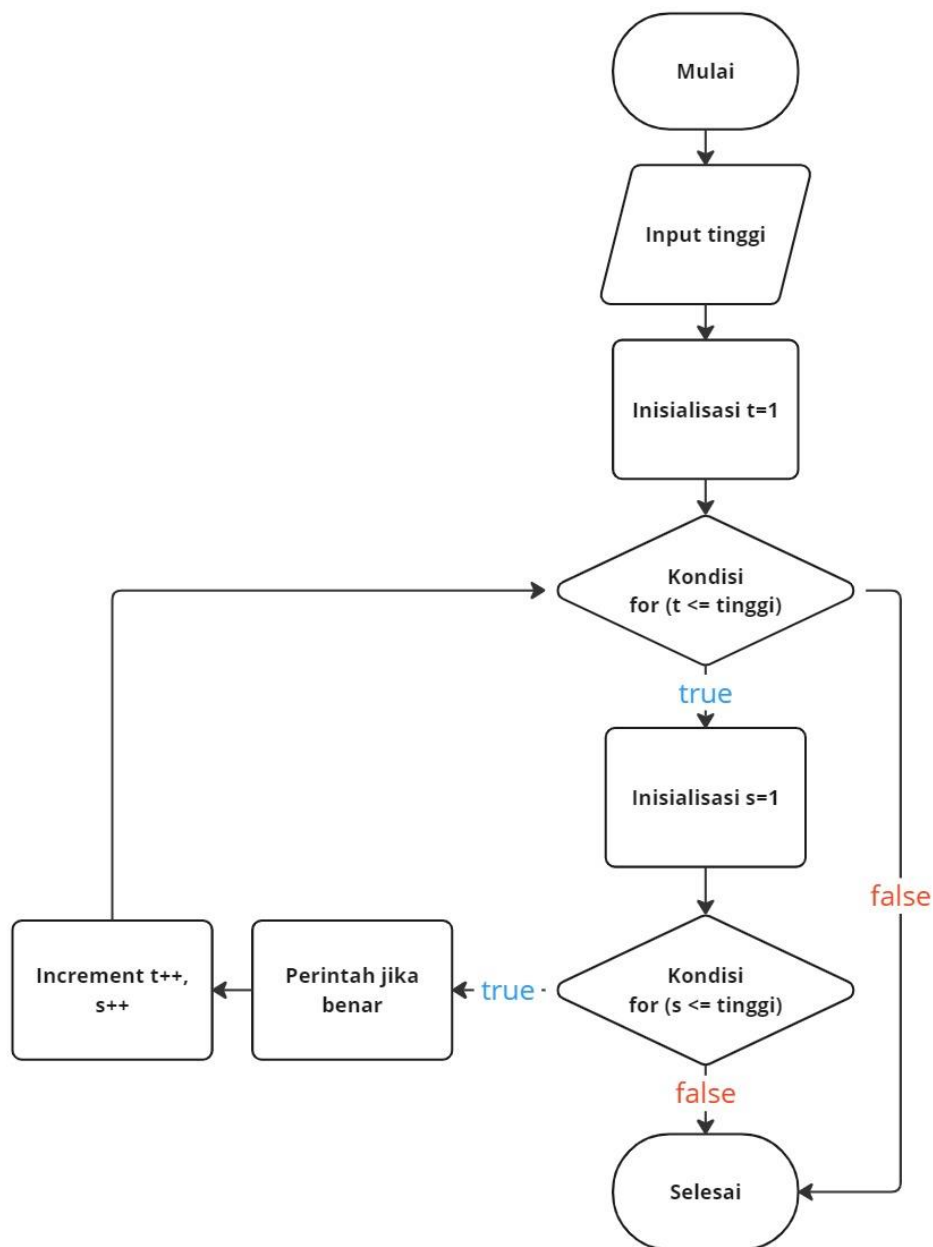 Mulai
Input tinggi
Inisialisasi t=1
Kondisi
for (t <= tinggi)
true
Inisialisasi s=1
false
Increment t++,
s++
Perintah jika
benar
true
Kondisi
for (s <= tinggi)
false
Selesai